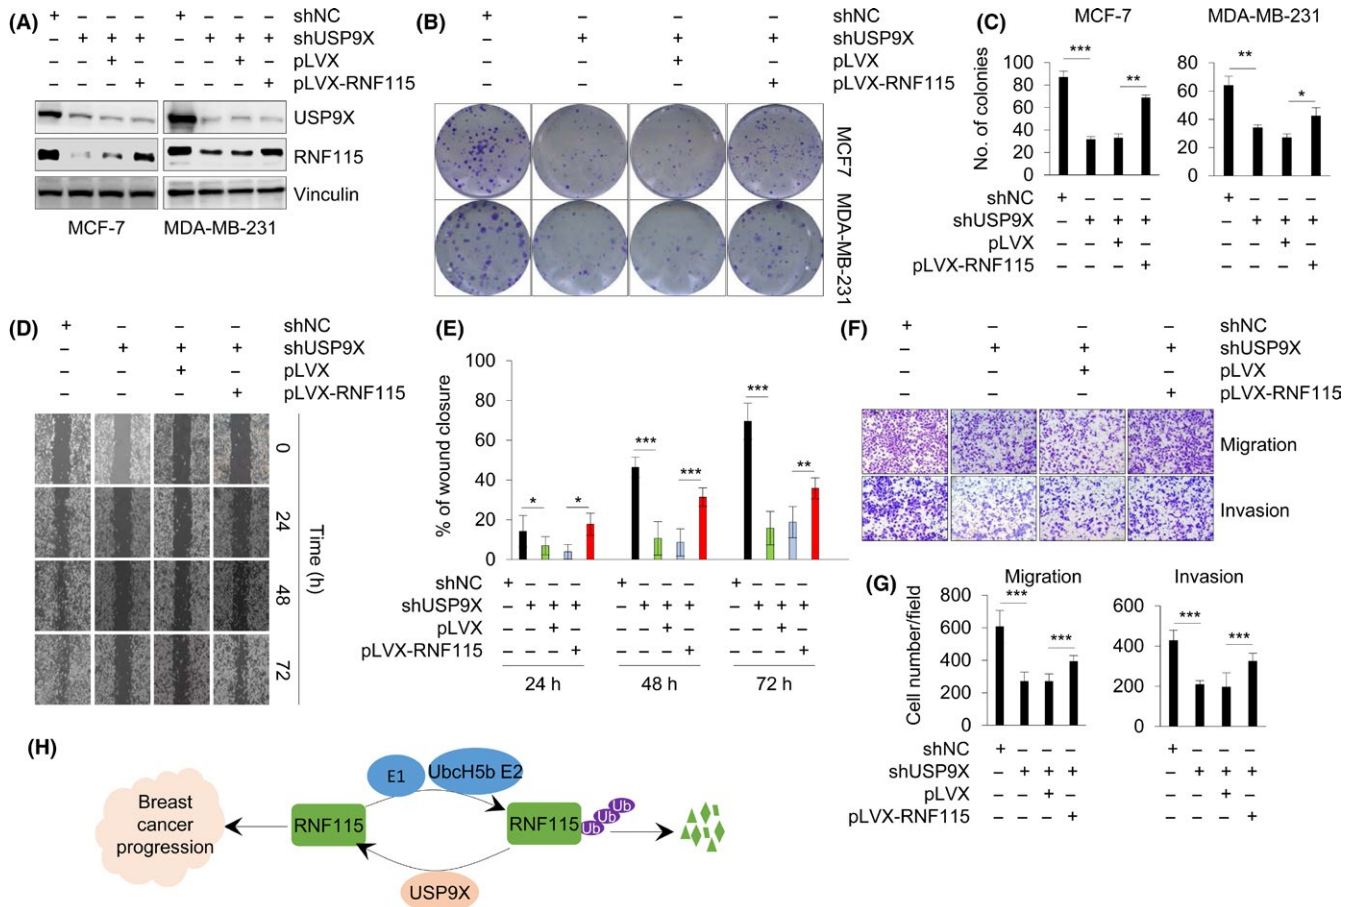 (A)
+ – – – + – – – shNC
– + + + – + + + shUSP9X
– – + – – – + – pLVX
– – – + – – – + pLVX-RNF115
USP9X
RNF115
Vinculin
MCF-7 MDA-MB-231
(B)
+ – – – shNC
– + + + shUSP9X
– – + – pLVX
– – – + pLVX-RNF115
MCF7
MDA-MB-231
(C)
MCF-7 MDA-MB-231
No. of colonies
100
80
60
40
20
0
*** **
80
60
40
20
0
** *
shNC + – – – + – – –
shUSP9X – + + + – + + +
pLVX – – + – – – + –
pLVX-RNF115 – – – + – – – +
(D)
+ – – – shNC
– + + + shUSP9X
– – + – pLVX
– – – + pLVX-RNF115
0
24
48
72
Time (h)
(E)
% of wound closure
100
80
60
40
20
0
* * *** *** *** **
shNC + – – – + – – – + – – –
shUSP9X – + + + – + + + – + + +
pLVX – – + – – – + – – – + –
pLVX-RNF115 – – – + – – – + – – – +
24 h 48 h 72 h
(F)
+ – – – shNC
– + + + shUSP9X
– – + – pLVX
– – – + pLVX-RNF115
Migration
Invasion
(G)
Migration Invasion
Cell number/field
800
600
400
200
0
*** ***
600
400
200
0
*** ***
shNC + – – – + – – –
shUSP9X – + + + – + + +
pLVX – – + – – – + –
pLVX-RNF115 – – – + – – – +
(H)
Breast
cancer
progression
RNF115
E1
UbcH5b E2
RNF115
Ub
Ub
Ub
USP9X